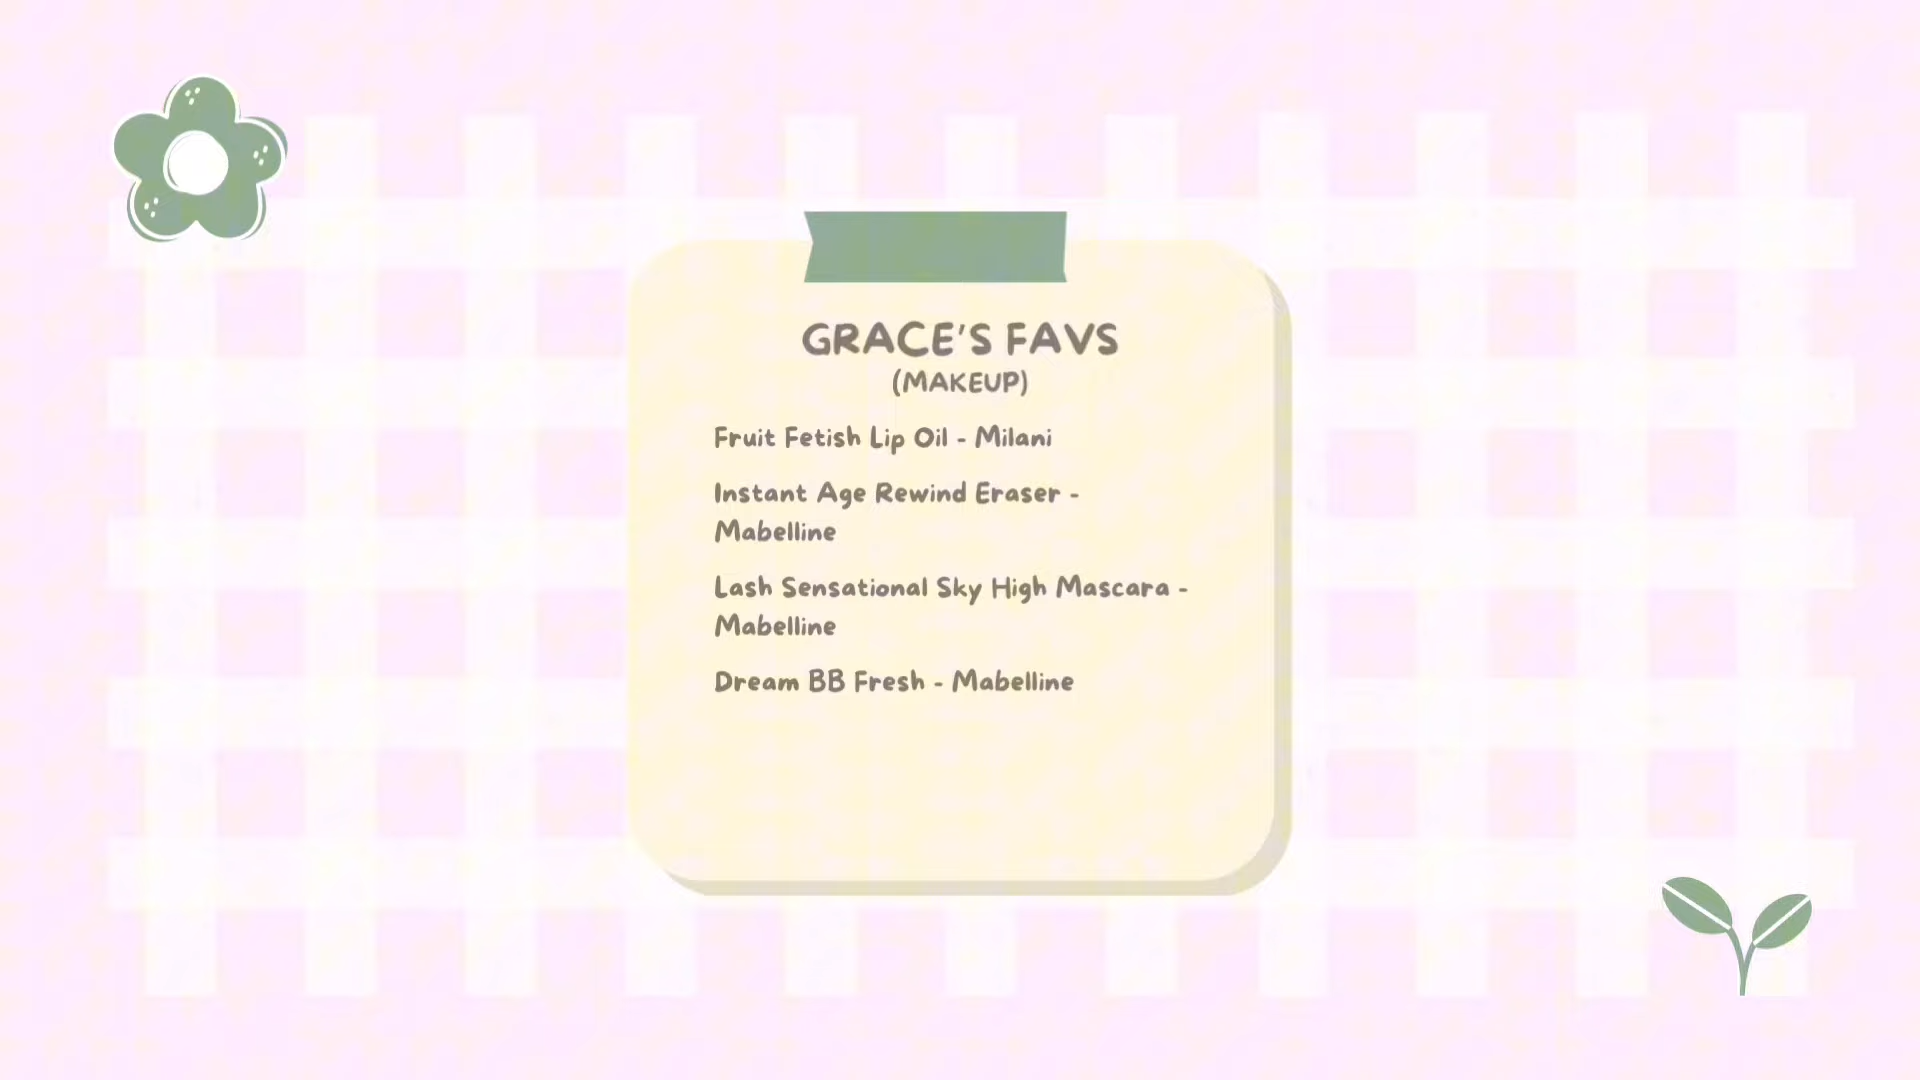 GRACE'S FAVS
(MAKEUP)
Fruit Fetish Lip Oil - Milani
Instant Age Rewind Eraser -
Mabelline
Lash Sensational Sky High Mascara -
Mabelline
Dream BB Fresh - Mabelline